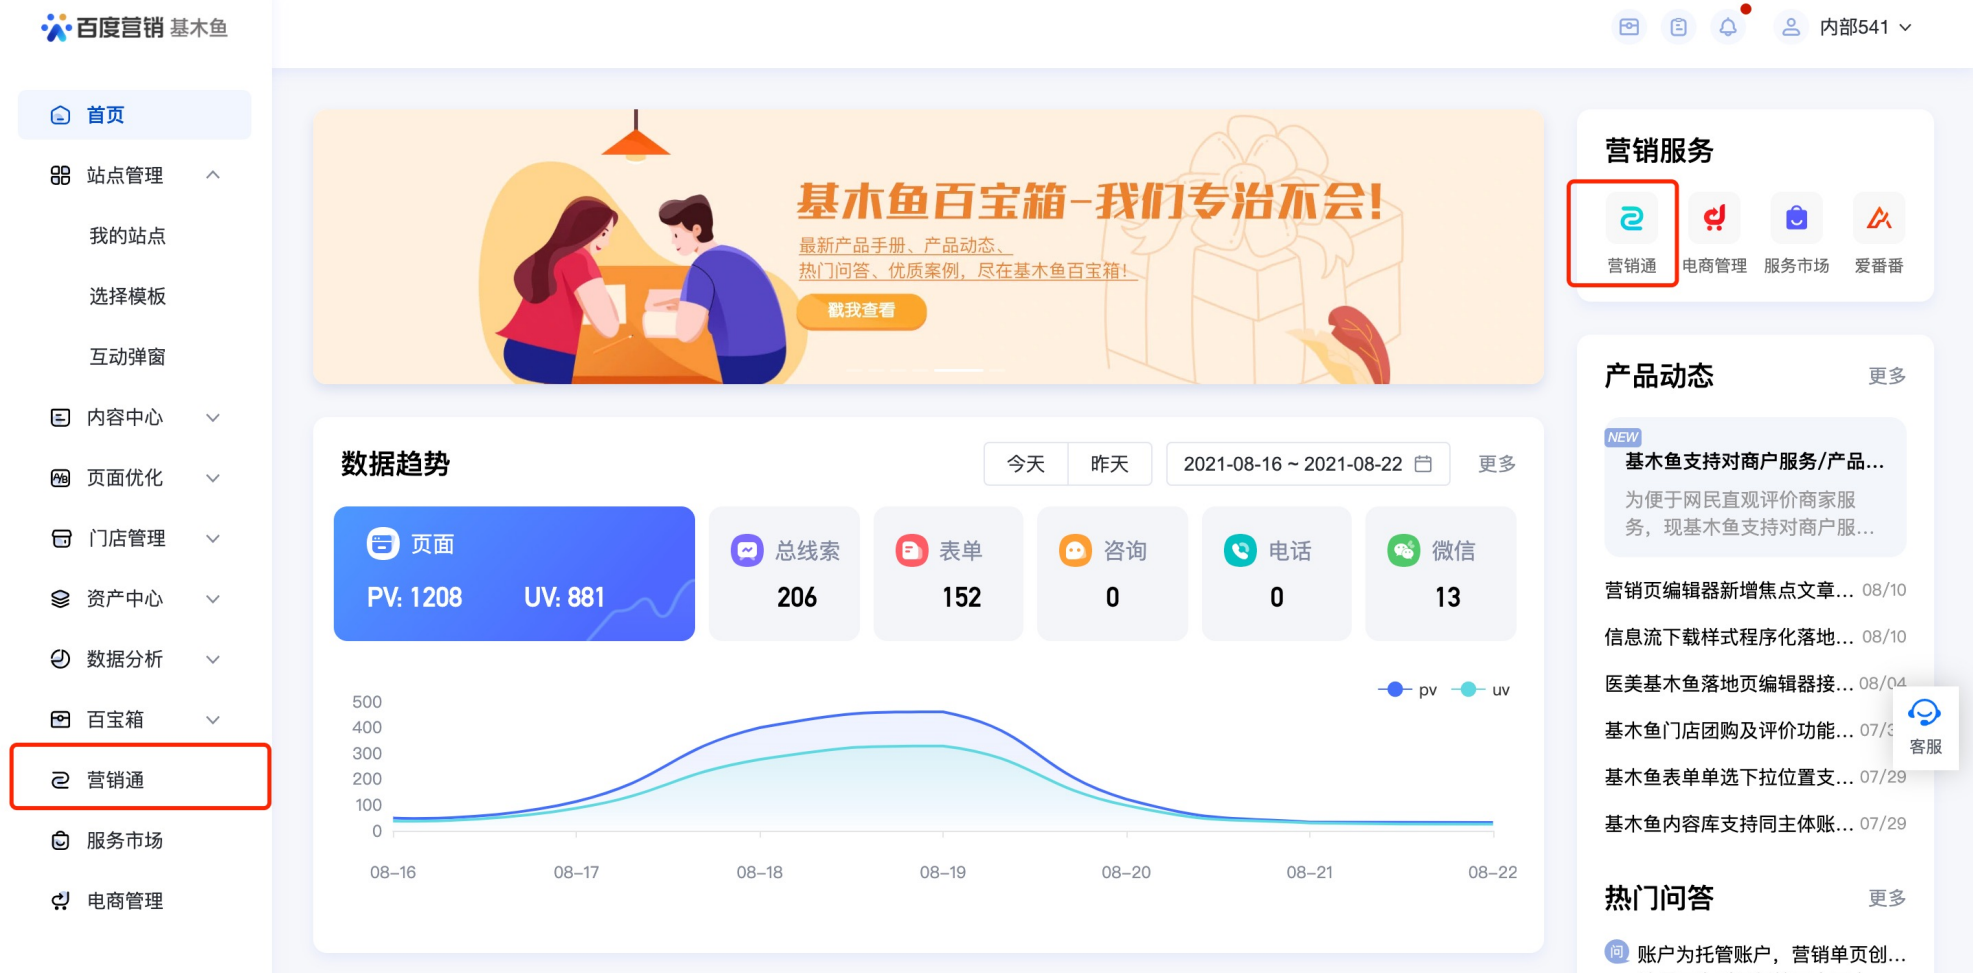 百度营销 基木鱼
内部541
首页
站点管理
我的站点
选择模板
互动弹窗
内容中心
页面优化
门店管理
资产中心
数据分析
百宝箱
营销通
服务市场
电商管理
基木鱼百宝箱-我们专治不会!
最新产品手册、产品动态、
热门问答、优质案例，尽在基木鱼百宝箱!
戳我查看
数据趋势
今天 昨天 2021-08-16 ~ 2021-08-22 更多
页面
PV: 1208 UV: 881
总线索
206
表单
152
咨询
0
电话
0
微信
13
pv uv
500
400
300
200
100
0
08-16 08-17 08-18 08-19 08-20 08-21 08-22
营销服务
营销通 电商管理 服务市场 爱番番
产品动态 更多
NEW
基木鱼支持对商户服务/产品...
为便于网民直观评价商家服
务，现基木鱼支持对商户服...
营销页编辑器新增焦点文章... 08/10
信息流下载样式程序化落地... 08/10
医美基木鱼落地页编辑器接... 08/04
基木鱼门店团购及评价功能... 07/3
基木鱼表单单选下拉位置支... 07/29
基木鱼内容库支持同主体账... 07/29
客服
热门问答 更多
问 账户为托管账户，营销单页创...